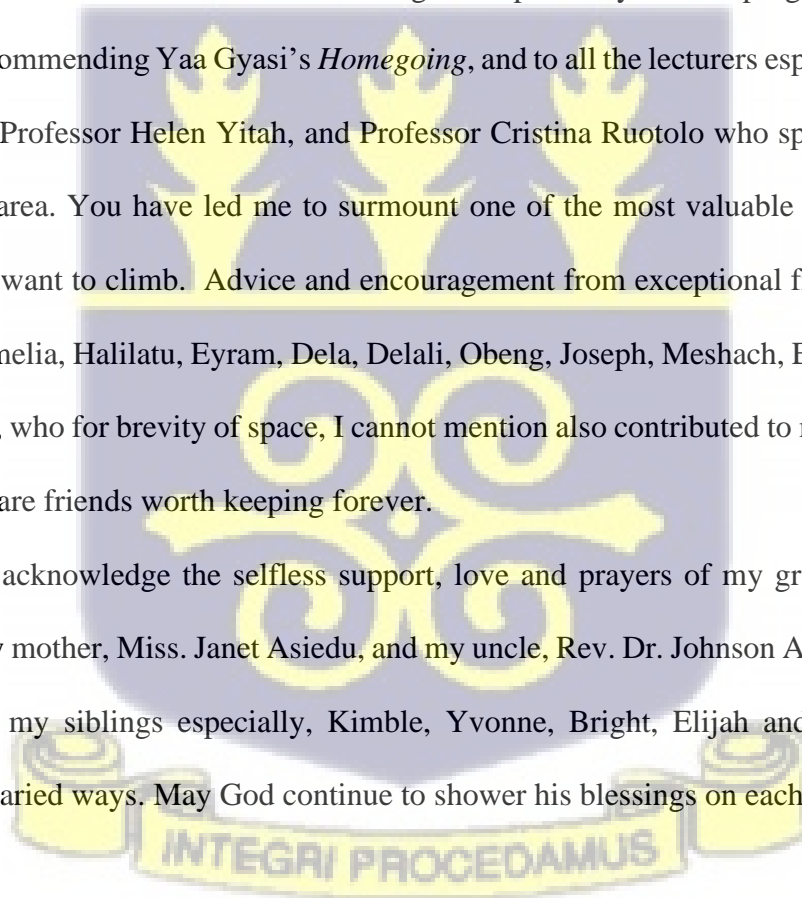 commending Yaa Gyasi’s Homegoing, and to all the lecturers esp
Professor Helen Yitah, and Professor Cristina Ruotolo who sp
area. You have led me to surmount one of the most valuable
want to climb. Advice and encouragement from exceptional f
melia, Halilatu, Eyram, Dela, Delali, Obeng, Joseph, Meshach, E
, who for brevity of space, I cannot mention also contributed to
are friends worth keeping forever.
acknowledge the selfless support, love and prayers of my gr
mother, Miss. Janet Asiedu, and my uncle, Rev. Dr. Johnson A
my siblings especially, Kimble, Yvonne, Bright, Elijah and
aried ways. May God continue to shower his blessings on each
INTEGRI PROCEDAMUS